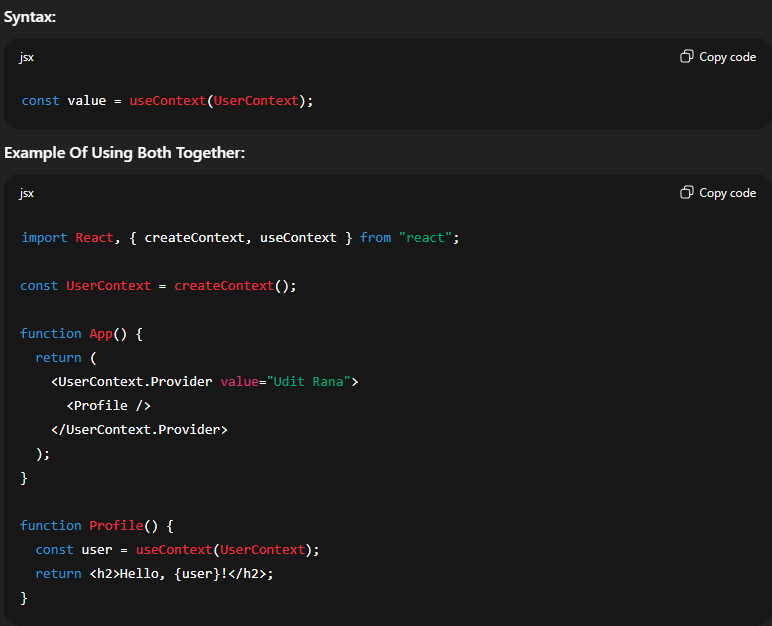 Syntax:
jsx
Copy code
const value = useContext(UserContext);
Example Of Using Both Together:
jsx
Copy code
import React, { createContext, useContext } from "react";
const UserContext = createContext();
function App() {
  return (
    <UserContext.Provider value="Udit Rana">
      <Profile />
    </UserContext.Provider>
  );
}
function Profile() {
  const user = useContext(UserContext);
  return <h2>Hello, {user}!</h2>;
}